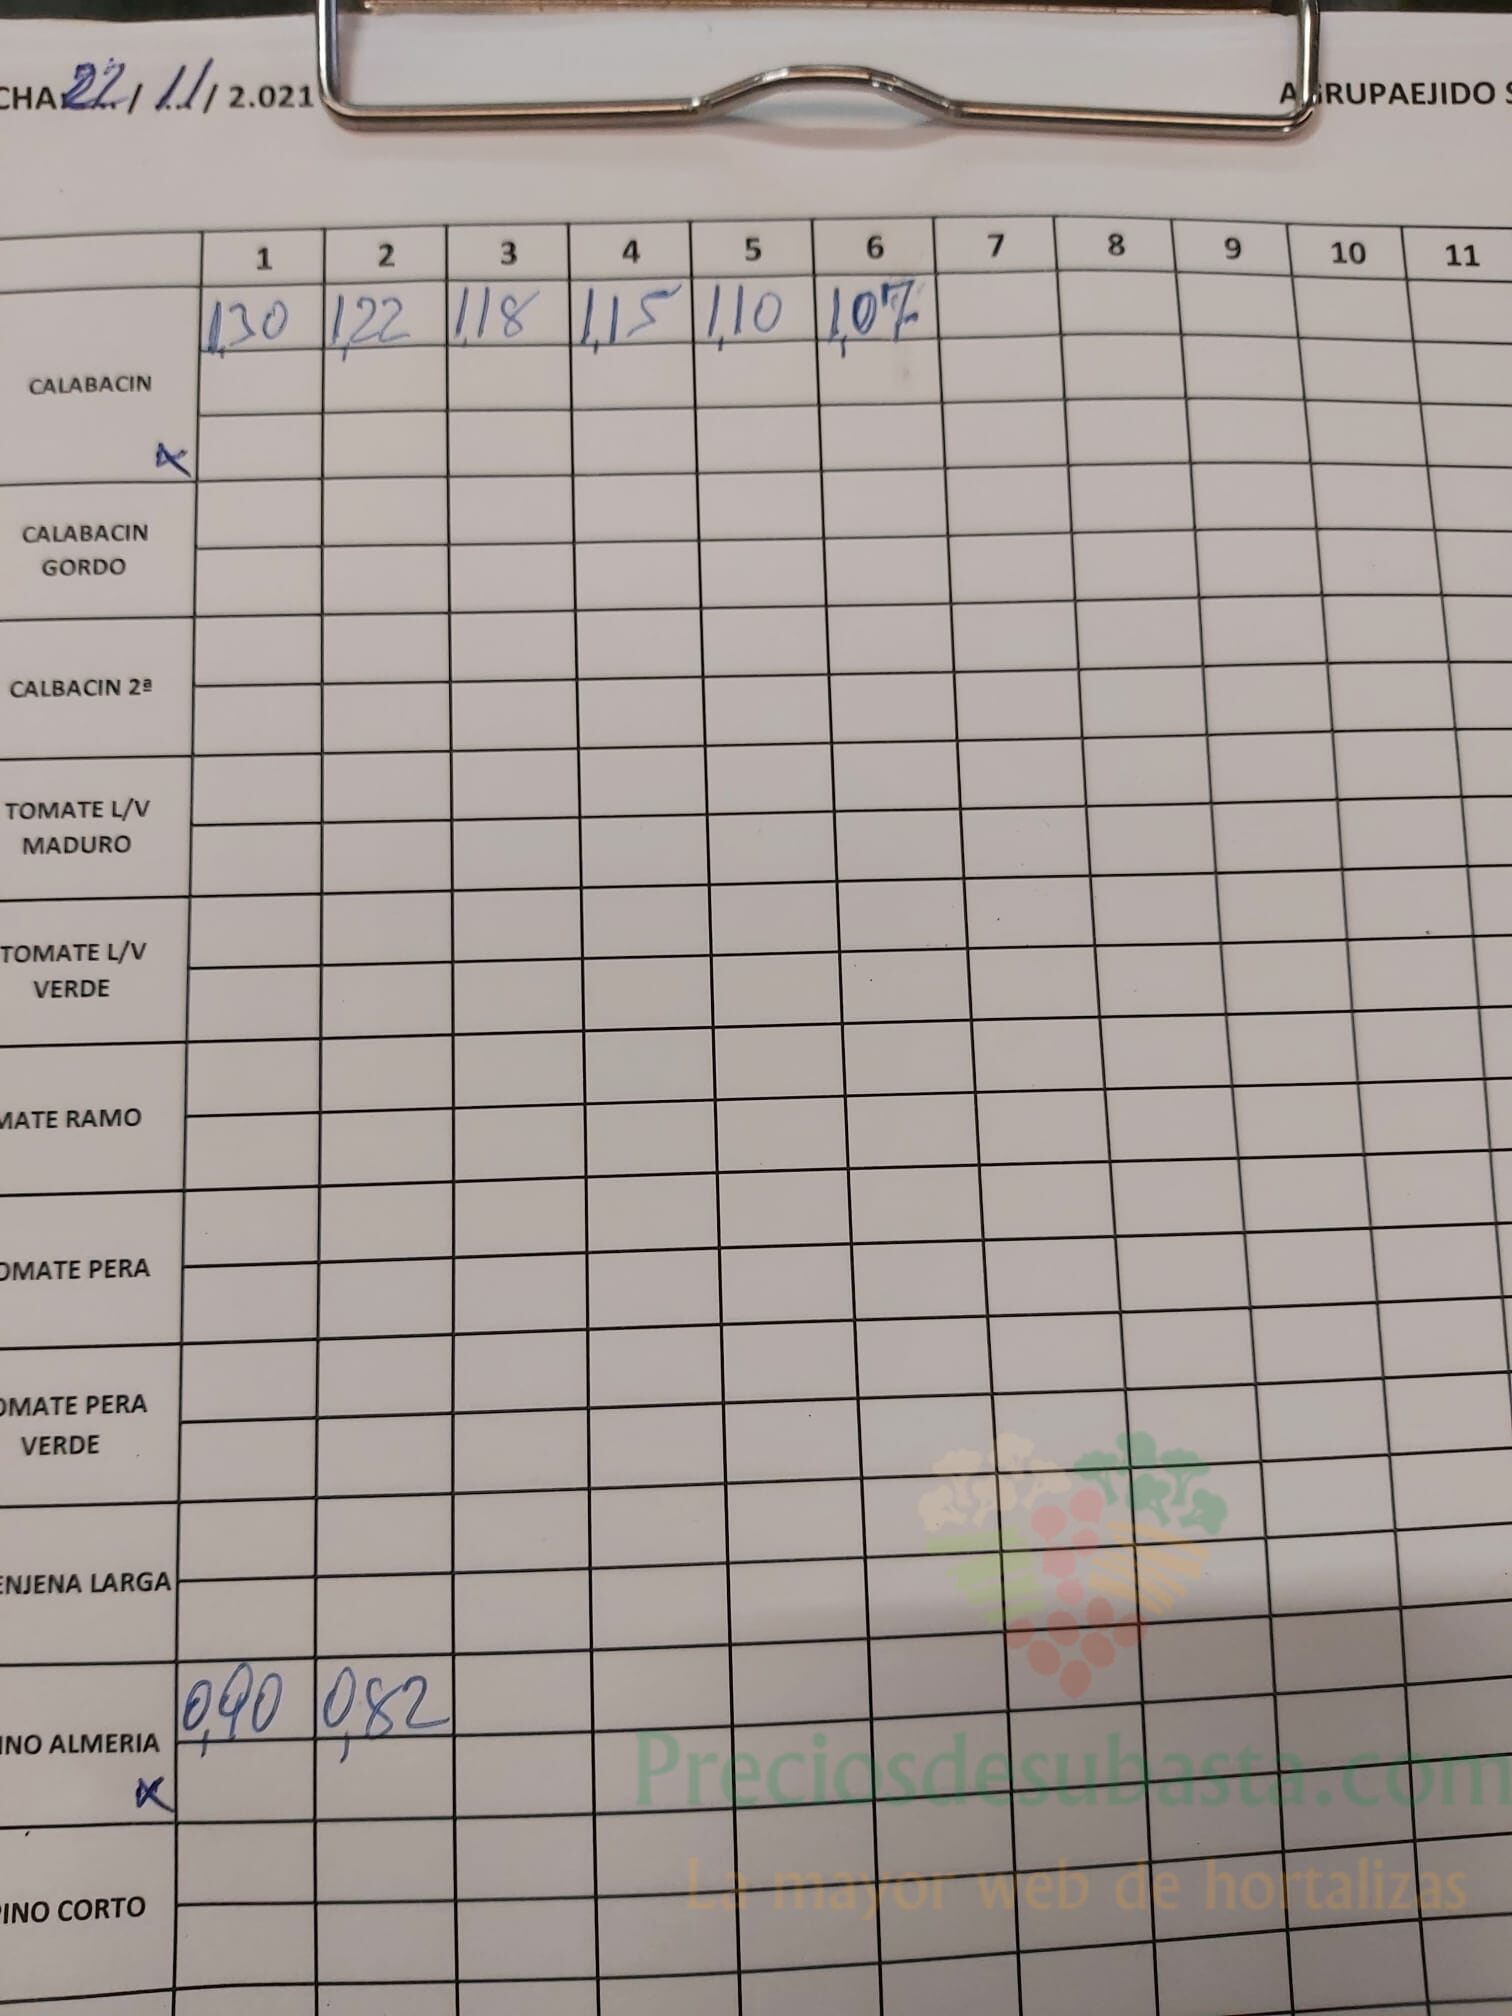 CHA 22 / 11 / 2.021 AGRUPAEJIDO S
1 2 3 4 5 6 7 8 9 10 11
1,30 1,22 1,18 1,15 1,10 1,07
CALABACIN
x
CALABACIN
GORDO
CALBACIN 2ª
TOMATE L/V
MADURO
TOMATE L/V
VERDE
MATE RAMO
OMATE PERA
OMATE PERA
VERDE
ENJENA LARGA
0,90 0,82
INO ALMERIA
x
PINO CORTO
Preciosdesubasta.com
La mayor web de hortalizas